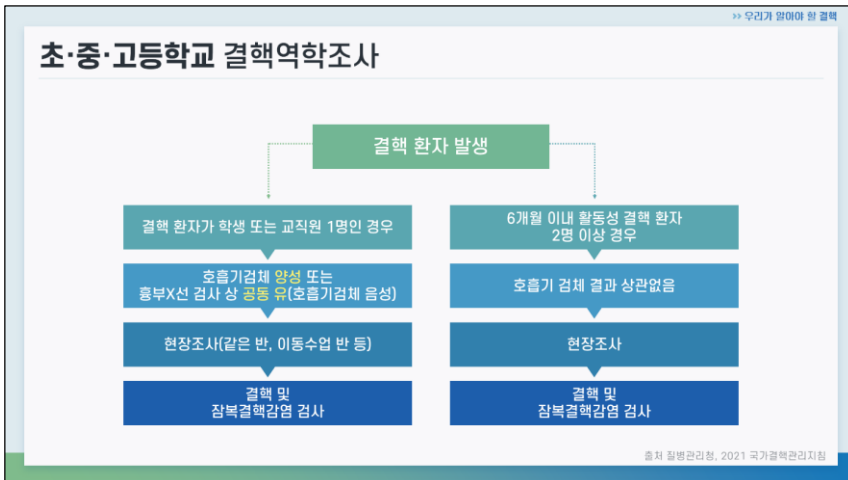 >> 우리가 알아야 할 결핵
초·중·고등학교 결핵역학조사
결핵 환자 발생
결핵 환자가 학생 또는 교직원 1명인 경우
호흡기검체 양성 또는
흉부X선 검사 상 공동 유(호흡기검체 음성)
현장조사(같은 반, 이동수업 반 등)
결핵 및
잠복결핵감염 검사
6개월 이내 활동성 결핵 환자
2명 이상 경우
호흡기 검체 결과 상관없음
현장조사
결핵 및
잠복결핵감염 검사
출처 질병관리청, 2021 국가결핵관리지침